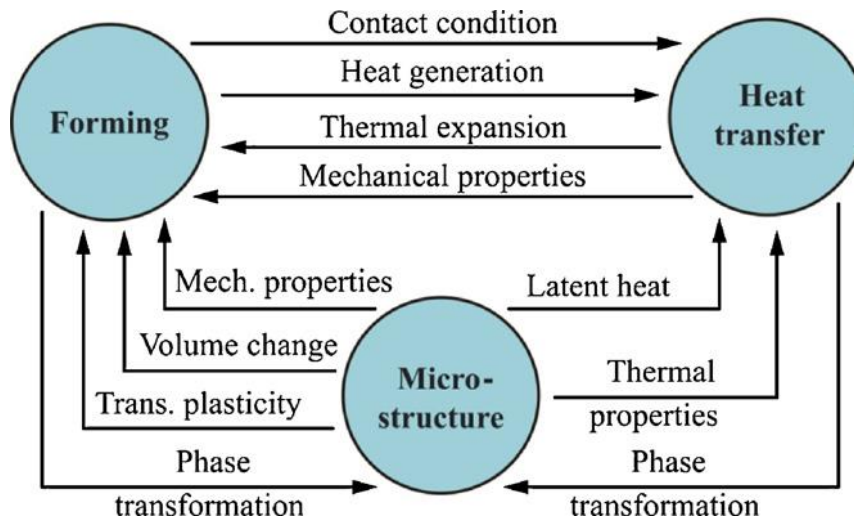 Contact condition
Heat generation
Forming
Heat
transfer
Thermal expansion
Mechanical properties
Mech. properties
Latent heat
Volume change
Micro-
structure
Thermal
properties
Trans. plasticity
Phase
transformation
Phase
transformation